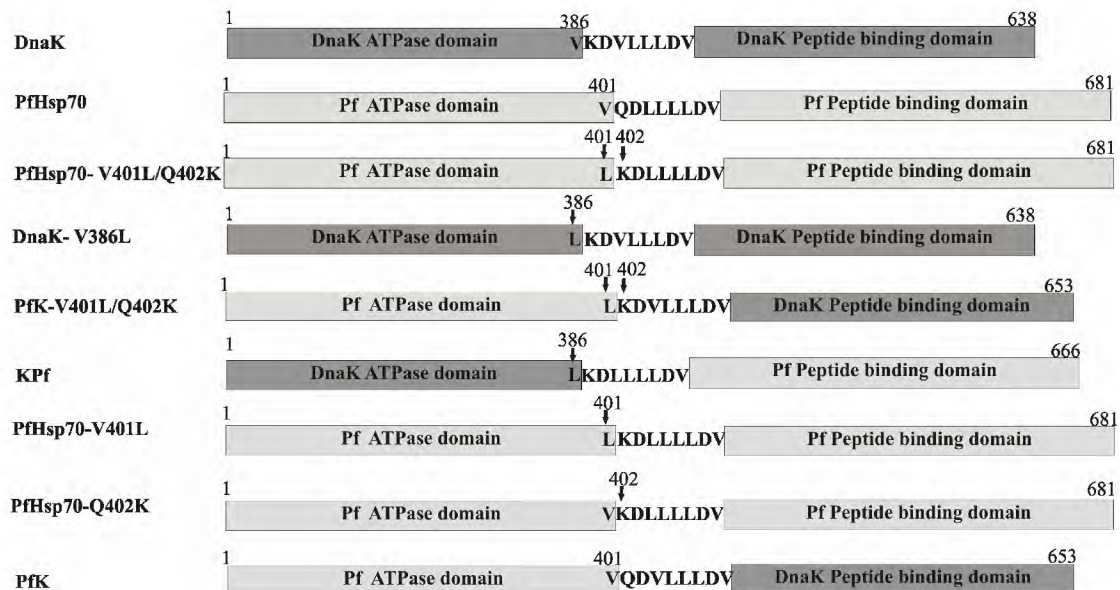 1 386 638
DnaK DnaK ATPase domain VKDVLLLDV DnaK Peptide binding domain
1 401 681
PfHsp70 Pf ATPase domain VQDLLLLDV Pf Peptide binding domain
1 401 402 681
PfHsp70- V401L/Q402K Pf ATPase domain L KDLLLLDV Pf Peptide binding domain
1 386 638
DnaK- V386L DnaK ATPase domain L KDVLLLDV DnaK Peptide binding domain
1 401 402 653
PfK-V401L/Q402K Pf ATPase domain LKDVLLLDV DnaK Peptide binding domain
1 386 666
KPf DnaK ATPase domain LKDLLLLDV Pf Peptide binding domain
1 401 681
PfHsp70-V401L Pf ATPase domain L KDLLLLDV Pf Peptide binding domain
1 402 681
PfHsp70-Q402K Pf ATPase domain VKDLLLLDV Pf Peptide binding domain
1 401 653
PfK Pf ATPase domain VQDVLLLDV DnaK Peptide binding domain